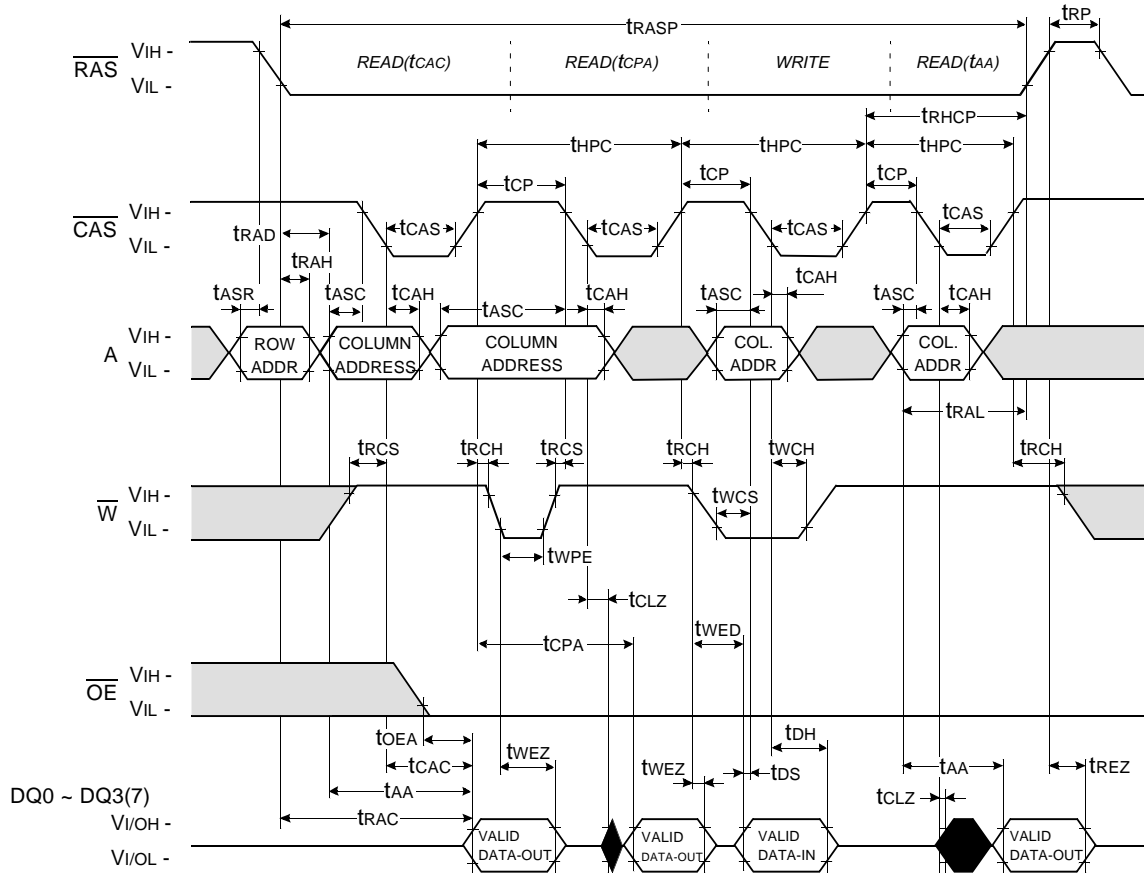 tRASP
tRP
VIH -
RAS
VIL -
READ(tCAC)
READ(tCPA)
WRITE
READ(tAA)
tRHCP
tHPC
tHPC
tHPC
tCP
tCP
tCP
VIH -
CAS
VIL -
tCAS
tCAS
tCAS
tCAS
tRAD
tRAH
tASR
tASC
tCAH
tASC
tCAH
tASC
tCAH
tASC
tCAH
VIH -
A
VIL -
ROW
ADDR
COLUMN
ADDRESS
COLUMN
ADDRESS
COL.
ADDR
COL.
ADDR
tRAL
tRCS
tRCH
tRCS
tRCH
tWCH
tRCH
VIH -
W
VIL -
tWCS
tWPE
tCLZ
tCPA
tWED
VIH -
OE
VIL -
tOEA
tCAC
tAA
tRAC
tWEZ
tWEZ
tDH
tDS
tCLZ
tAA
tREZ
DQ0 ~ DQ3(7)
VI/OH -
VI/OL -
VALID
DATA-OUT
VALID
DATA-OUT
VALID
DATA-IN
VALID
DATA-OUT